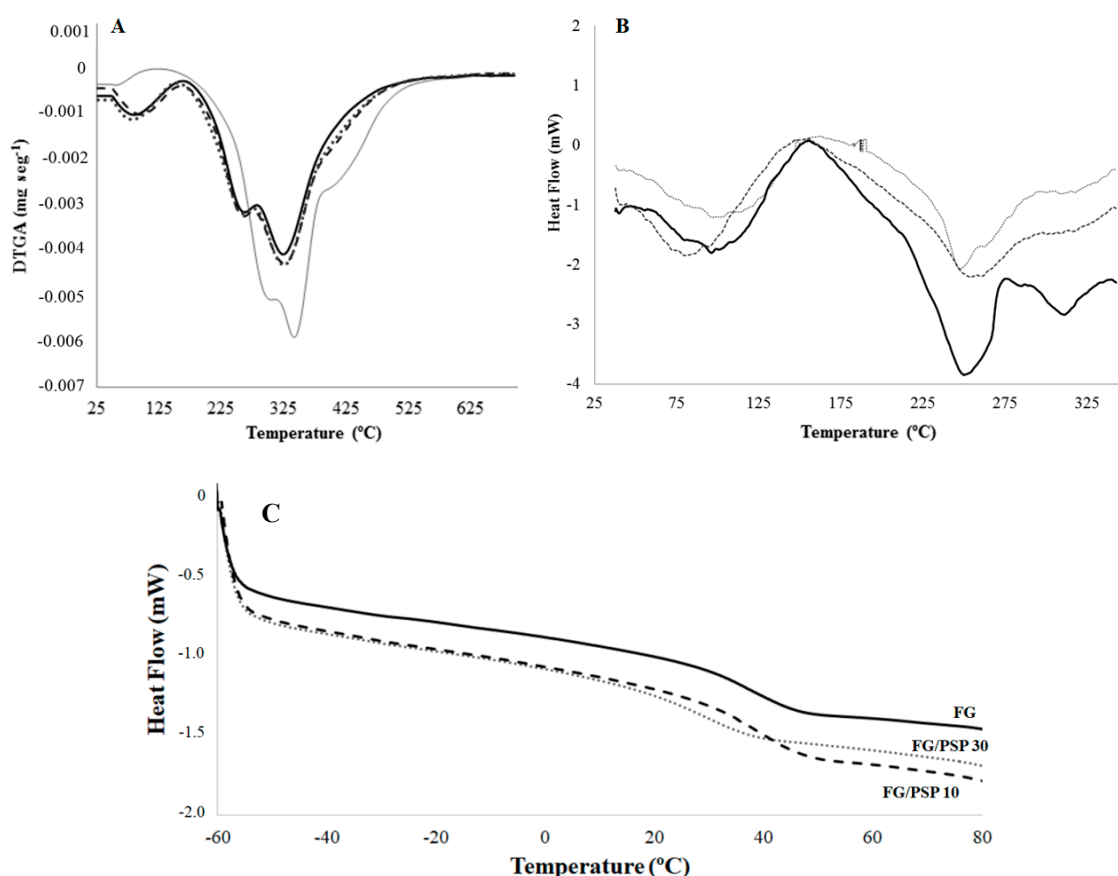 A
0.001
0
-0.001
-0.002
-0.003
-0.004
-0.005
-0.006
-0.007
DTGA (mg seg-1)
25 125 225 325 425 525 625
Temperature (ºC)
B
2
1
0
-1
-2
-3
-4
Heat Flow (mW)
25 75 125 175 225 275 325
Temperature (ºC)
C
0
-0.5
-1.0
-1.5
-2.0
Heat Flow (mW)
FG
FG/PSP 30
FG/PSP 10
-60 -40 -20 0 20 40 60 80
Temperature (ºC)